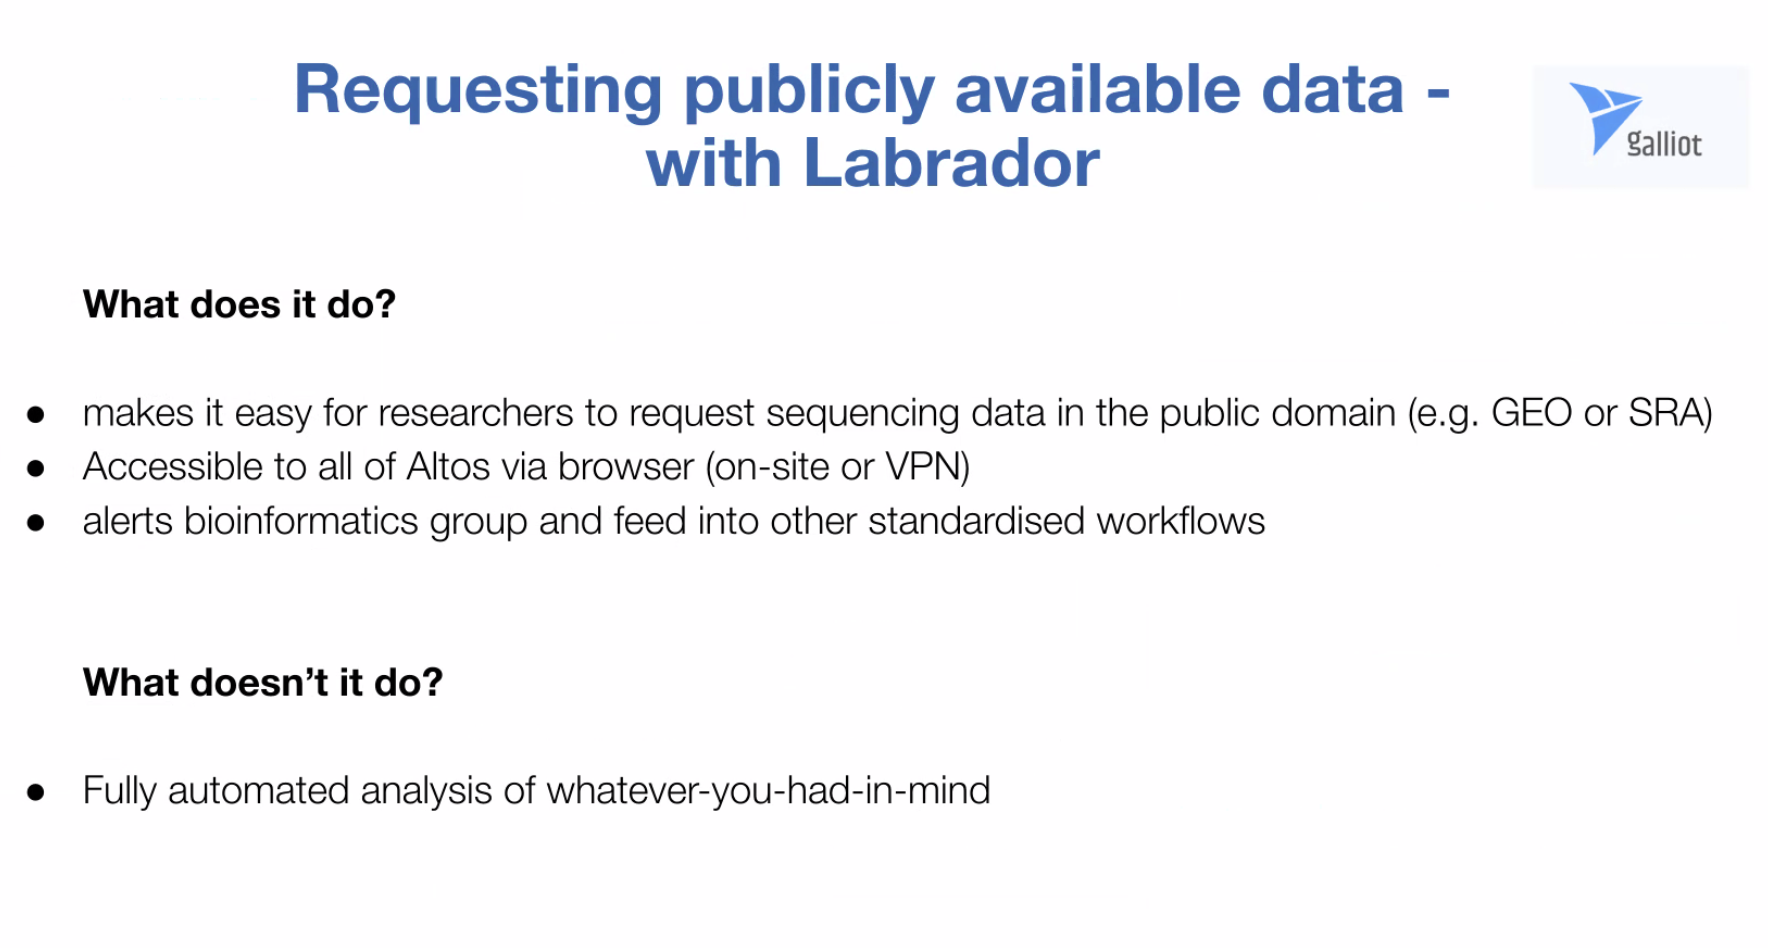 Requesting publicly available data -
with Labrador
galliot
What does it do?
● makes it easy for researchers to request sequencing data in the public domain (e.g. GEO or SRA)
● Accessible to all of Altos via browser (on-site or VPN)
● alerts bioinformatics group and feed into other standardised workflows
What doesn’t it do?
● Fully automated analysis of whatever-you-had-in-mind